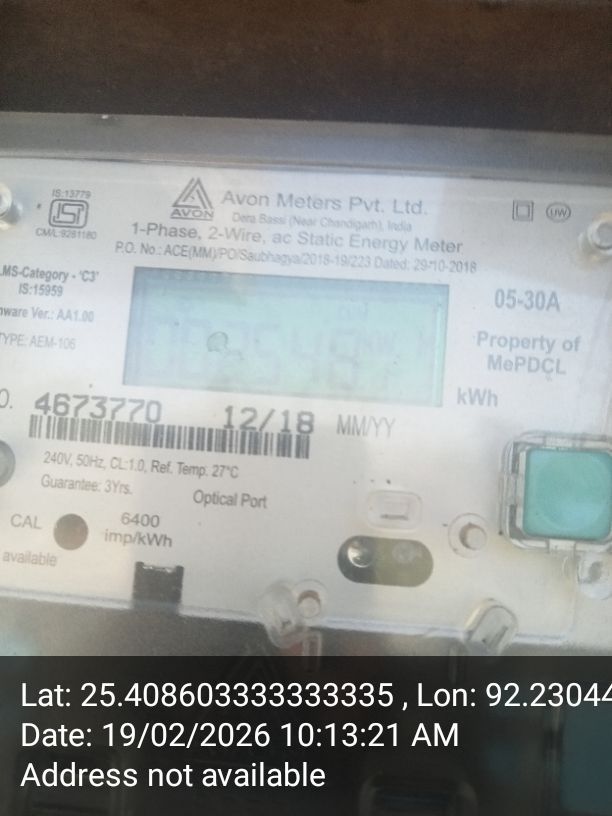 IS:13779
ISI
CM/L:9281180
AVON
Avon Meters Pvt. Ltd.
Dera Bassi (Near Chandigarh), India
1-Phase, 2-Wire, ac Static Energy Meter
P.O. No.: ACE(MM)/PO/Saubhagya/2018-19/223 Dated: 29-10-2018
UW
LMS-Category - 'C3'
IS:15959
ware Ver.: AA1.00
TYPE: AEM-106
05-30A
Property of
MePDCL
kWh
O. 4673770 12/18 MM/YY
240V, 50Hz, CL:1.0, Ref. Temp. 27°C
Guarantee: 3Yrs.
Optical Port
CAL
6400
imp/kWh
available
Lat: 25.408603333333335 , Lon: 92.23044
Date: 19/02/2026 10:13:21 AM
Address not available